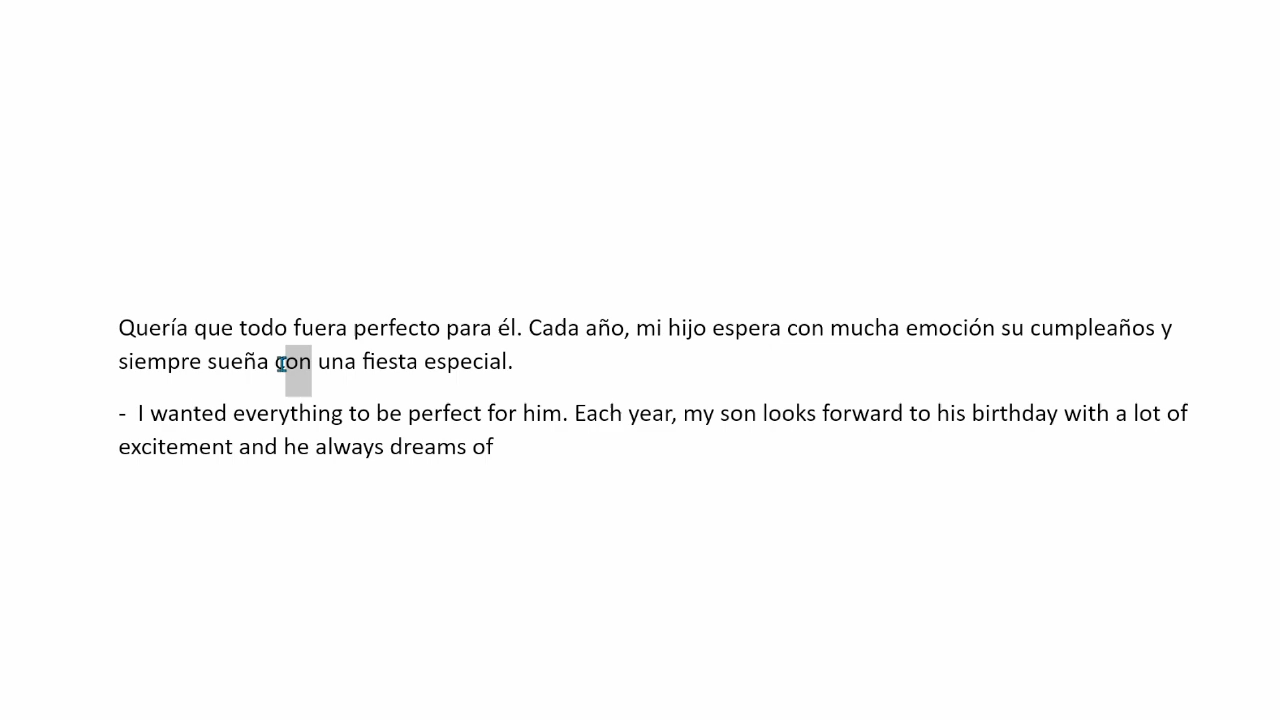 Quería que todo fuera perfecto para él. Cada año, mi hijo espera con mucha emoción su cumpleaños y
siempre sueña con una fiesta especial.
- I wanted everything to be perfect for him. Each year, my son looks forward to his birthday with a lot of
excitement and he always dreams of